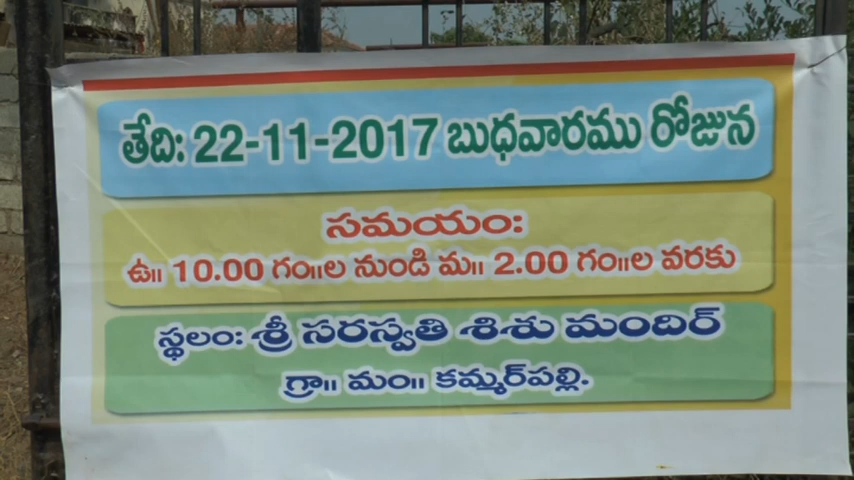 తేది: 22-11-2017 బుధవారము రోజున
సమయం:
ఉ॥ 10.00 గం॥ల నుండి మ॥ 2.00 గం॥ల వరకు
స్థలం: శ్రీ సరస్వతి శిశు మందిర్
గ్రా॥ మం॥ కమ్మర్‌పల్లి.